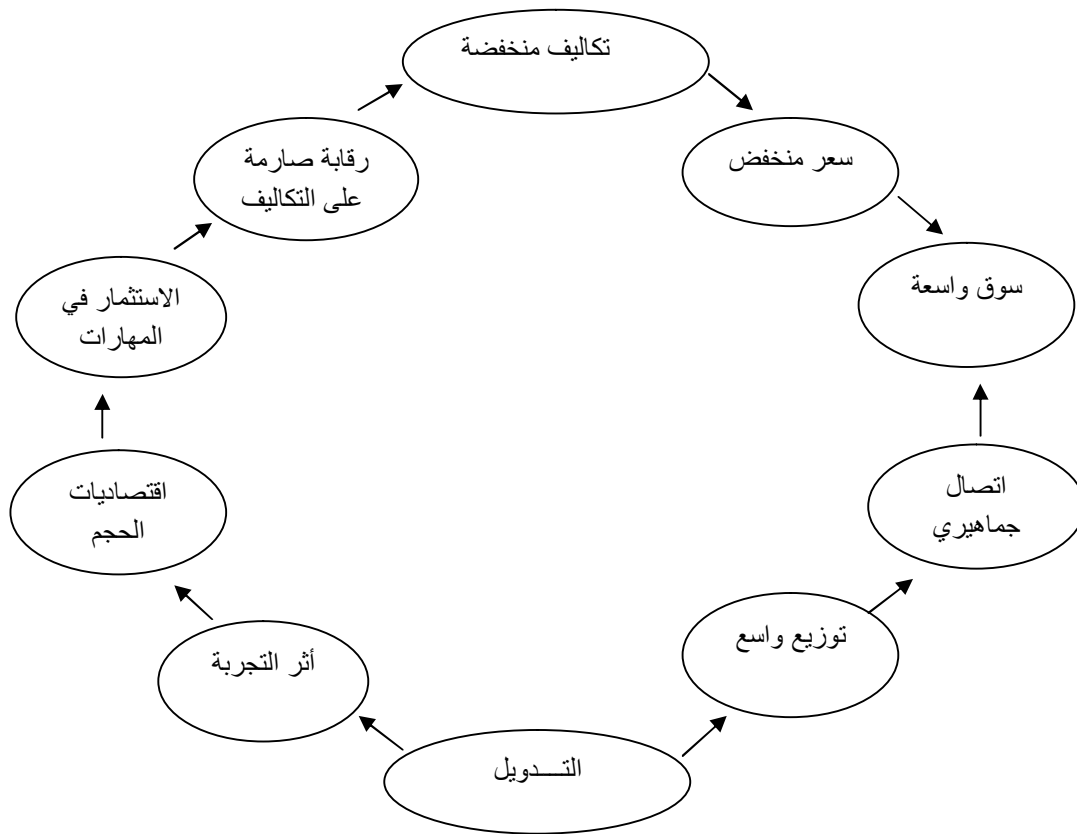 تكاليف منخفضة
سعر منخفض
رقابة صارمة
على التكاليف
سوق واسعة
الاستثمار في
المهارات
اتصال
جماهيري
اقتصاديات
الحجم
توزيع واسع
أثر التجربة
التـــدويل